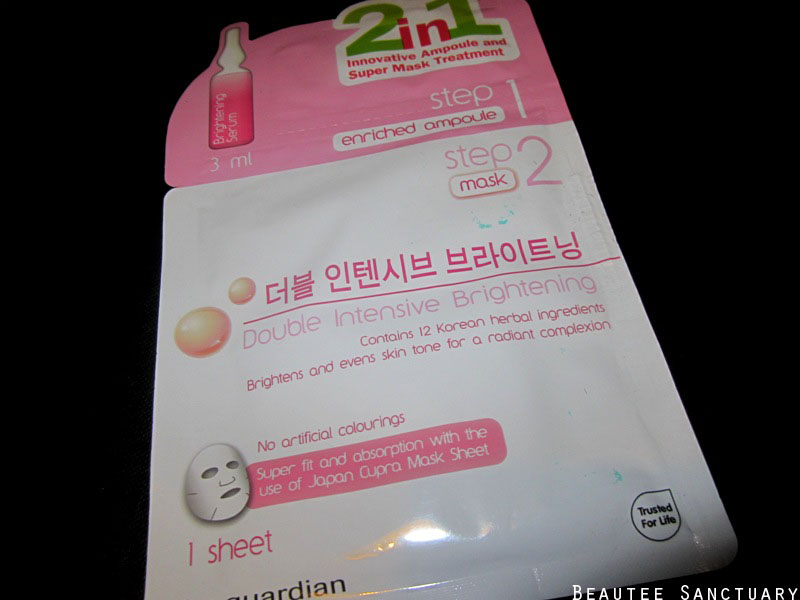 2in1
Innovative Ampoule and
Super Mask Treatment
Brightening
Serum
3 ml
step 1
enriched ampoule
step 2
mask
더블 인텐시브 브라이트닝
Double Intensive Brightening
Contains 12 Korean herbal ingredients
Brightens and evens skin tone for a radiant complexion
No artificial colourings
Super fit and absorption with the
use of Japan Cupra Mask Sheet
1 sheet
Trusted
For Life
guardian
BEAUTEE SANCTUARY